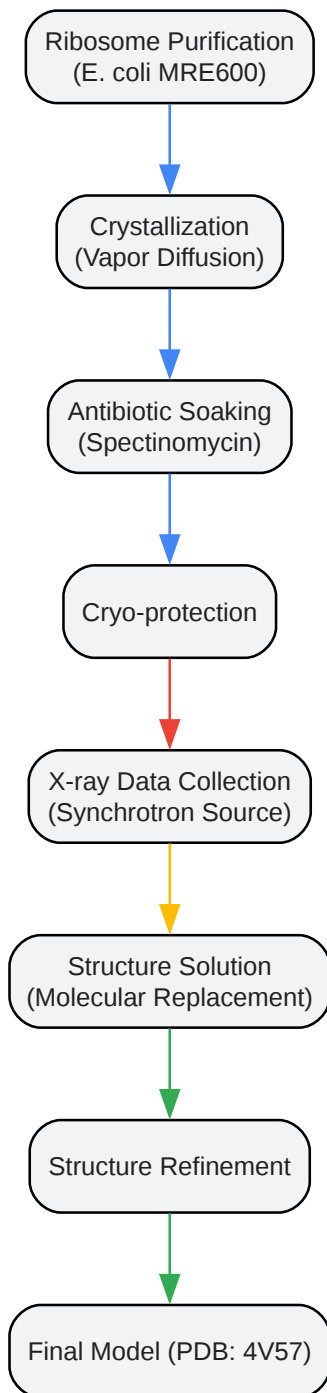 Ribosome Purification
(E. coli MRE600)
Crystallization
(Vapor Diffusion)
Antibiotic Soaking
(Spectinomycin)
Cryo-protection
X-ray Data Collection
(Synchrotron Source)
Structure Solution
(Molecular Replacement)
Structure Refinement
Final Model (PDB: 4V57)